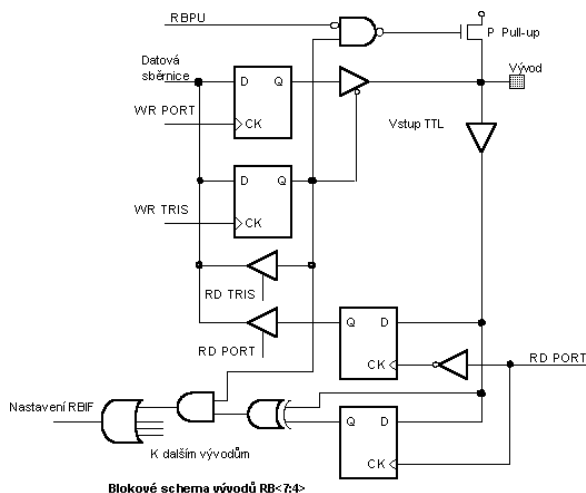 RBPU
P Pull-up
Datová
sběrnice
Vývod
D Q
WR PORT
CK
Vstup TTL
D Q
WR TRIS
CK
RD TRIS
Q D
RD PORT
CK
RD PORT
Nastavení RBIF
Q D
K dalším vývodům
CK
Blokové schema vývodů RB<7:4>